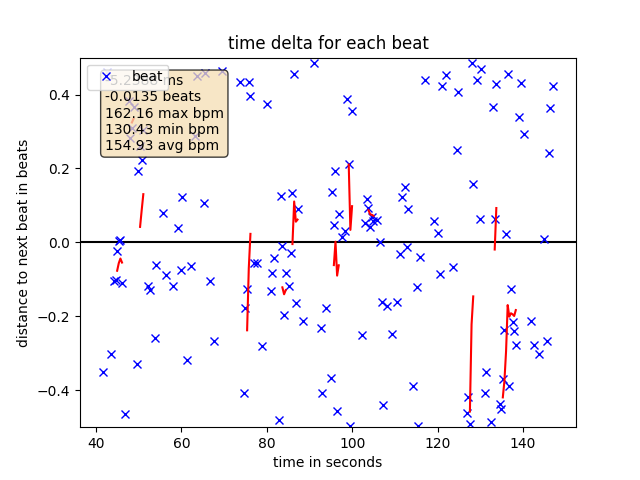 time delta for each beat
beat
ms
-0.0135 beats
162.16 max bpm
130.43 min bpm
154.93 avg bpm
distance to next beat in beats
0.4
0.2
0.0
−0.2
−0.4
40
60
80
100
120
140
time in seconds